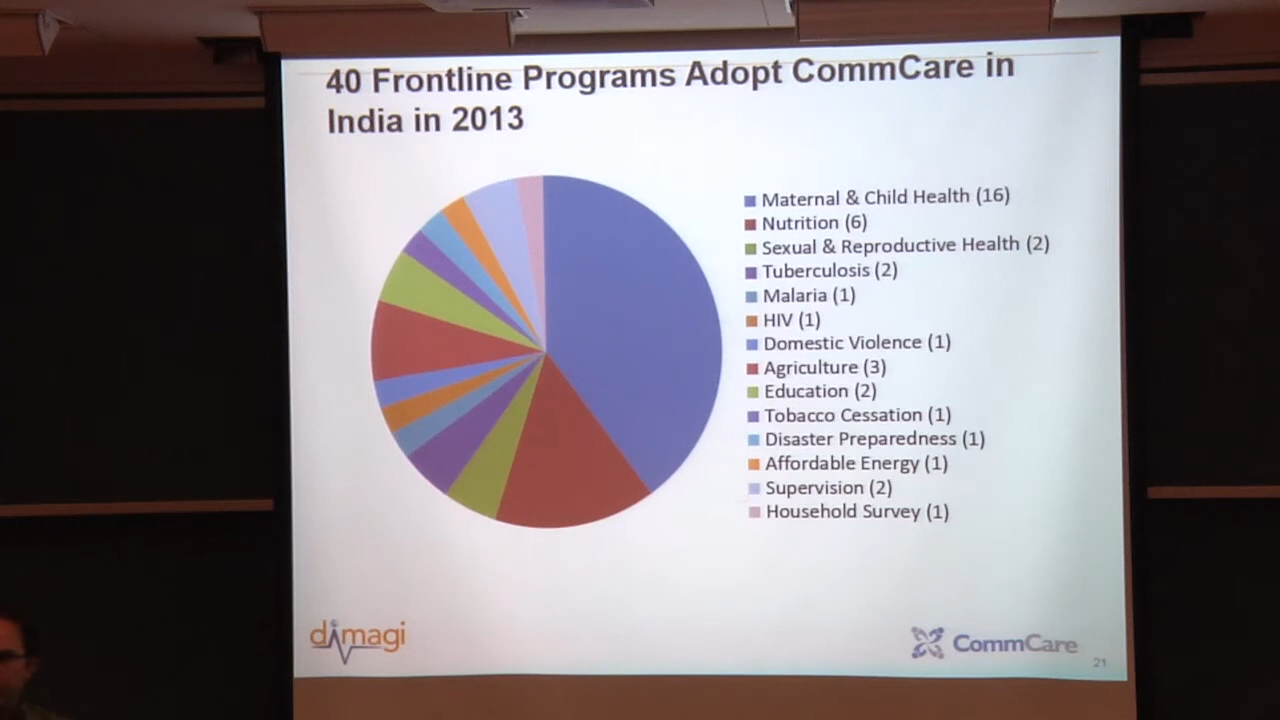 40 Frontline Programs Adopt CommCare in
India in 2013
Maternal & Child Health (16)
Nutrition (6)
Sexual & Reproductive Health (2)
Tuberculosis (2)
Malaria (1)
HIV (1)
Domestic Violence (1)
Agriculture (3)
Education (2)
Tobacco Cessation (1)
Disaster Preparedness (1)
Affordable Energy (1)
Supervision (2)
Household Survey (1)
dimagi
CommCare
21